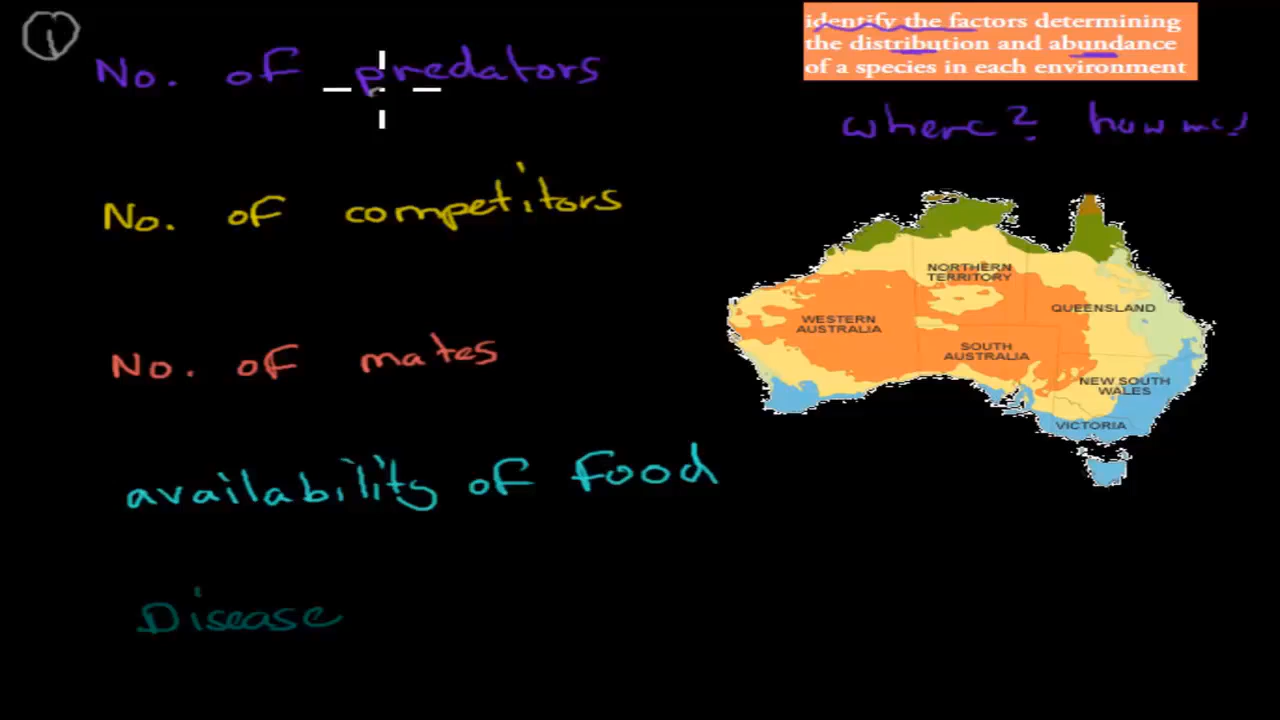 1
No. of predators
identify the factors determining
the distribution and abundance
of a species in each environment
where? how
No. of competitors
NORTHERN
TERRITORY
QUEENSLAND
WESTERN
AUSTRALIA
SOUTH
AUSTRALIA
No. of mates
NEW SOUTH
WALES
VICTORIA
availability of food
Disease